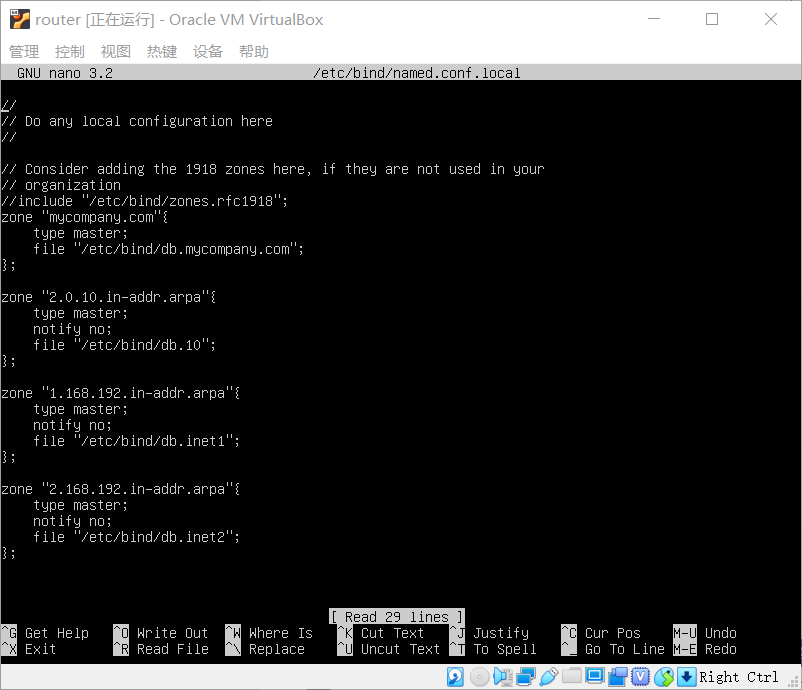 router [正在运行] - Oracle VM VirtualBox
管理 控制 视图 热键 设备 帮助
GNU nano 3.2 /etc/bind/named.conf.local
//
// Do any local configuration here
//
// Consider adding the 1918 zones here, if they are not used in your
// organization
//include "/etc/bind/zones.rfc1918";
zone "mycompany.com"{
    type master;
    file "/etc/bind/db.mycompany.com";
};
zone "2.0.10.in-addr.arpa"{
    type master;
    notify no;
    file "/etc/bind/db.10";
};
zone "1.168.192.in-addr.arpa"{
    type master;
    notify no;
    file "/etc/bind/db.inet1";
};
zone "2.168.192.in-addr.arpa"{
    type master;
    notify no;
    file "/etc/bind/db.inet2";
};
[ Read 29 lines ]
^G Get Help ^O Write Out ^W Where Is ^K Cut Text ^J Justify ^C Cur Pos M-U Undo
^X Exit ^R Read File ^\ Replace ^U Uncut Text ^T To Spell ^_ Go To Line M-E Redo
Right Ctrl